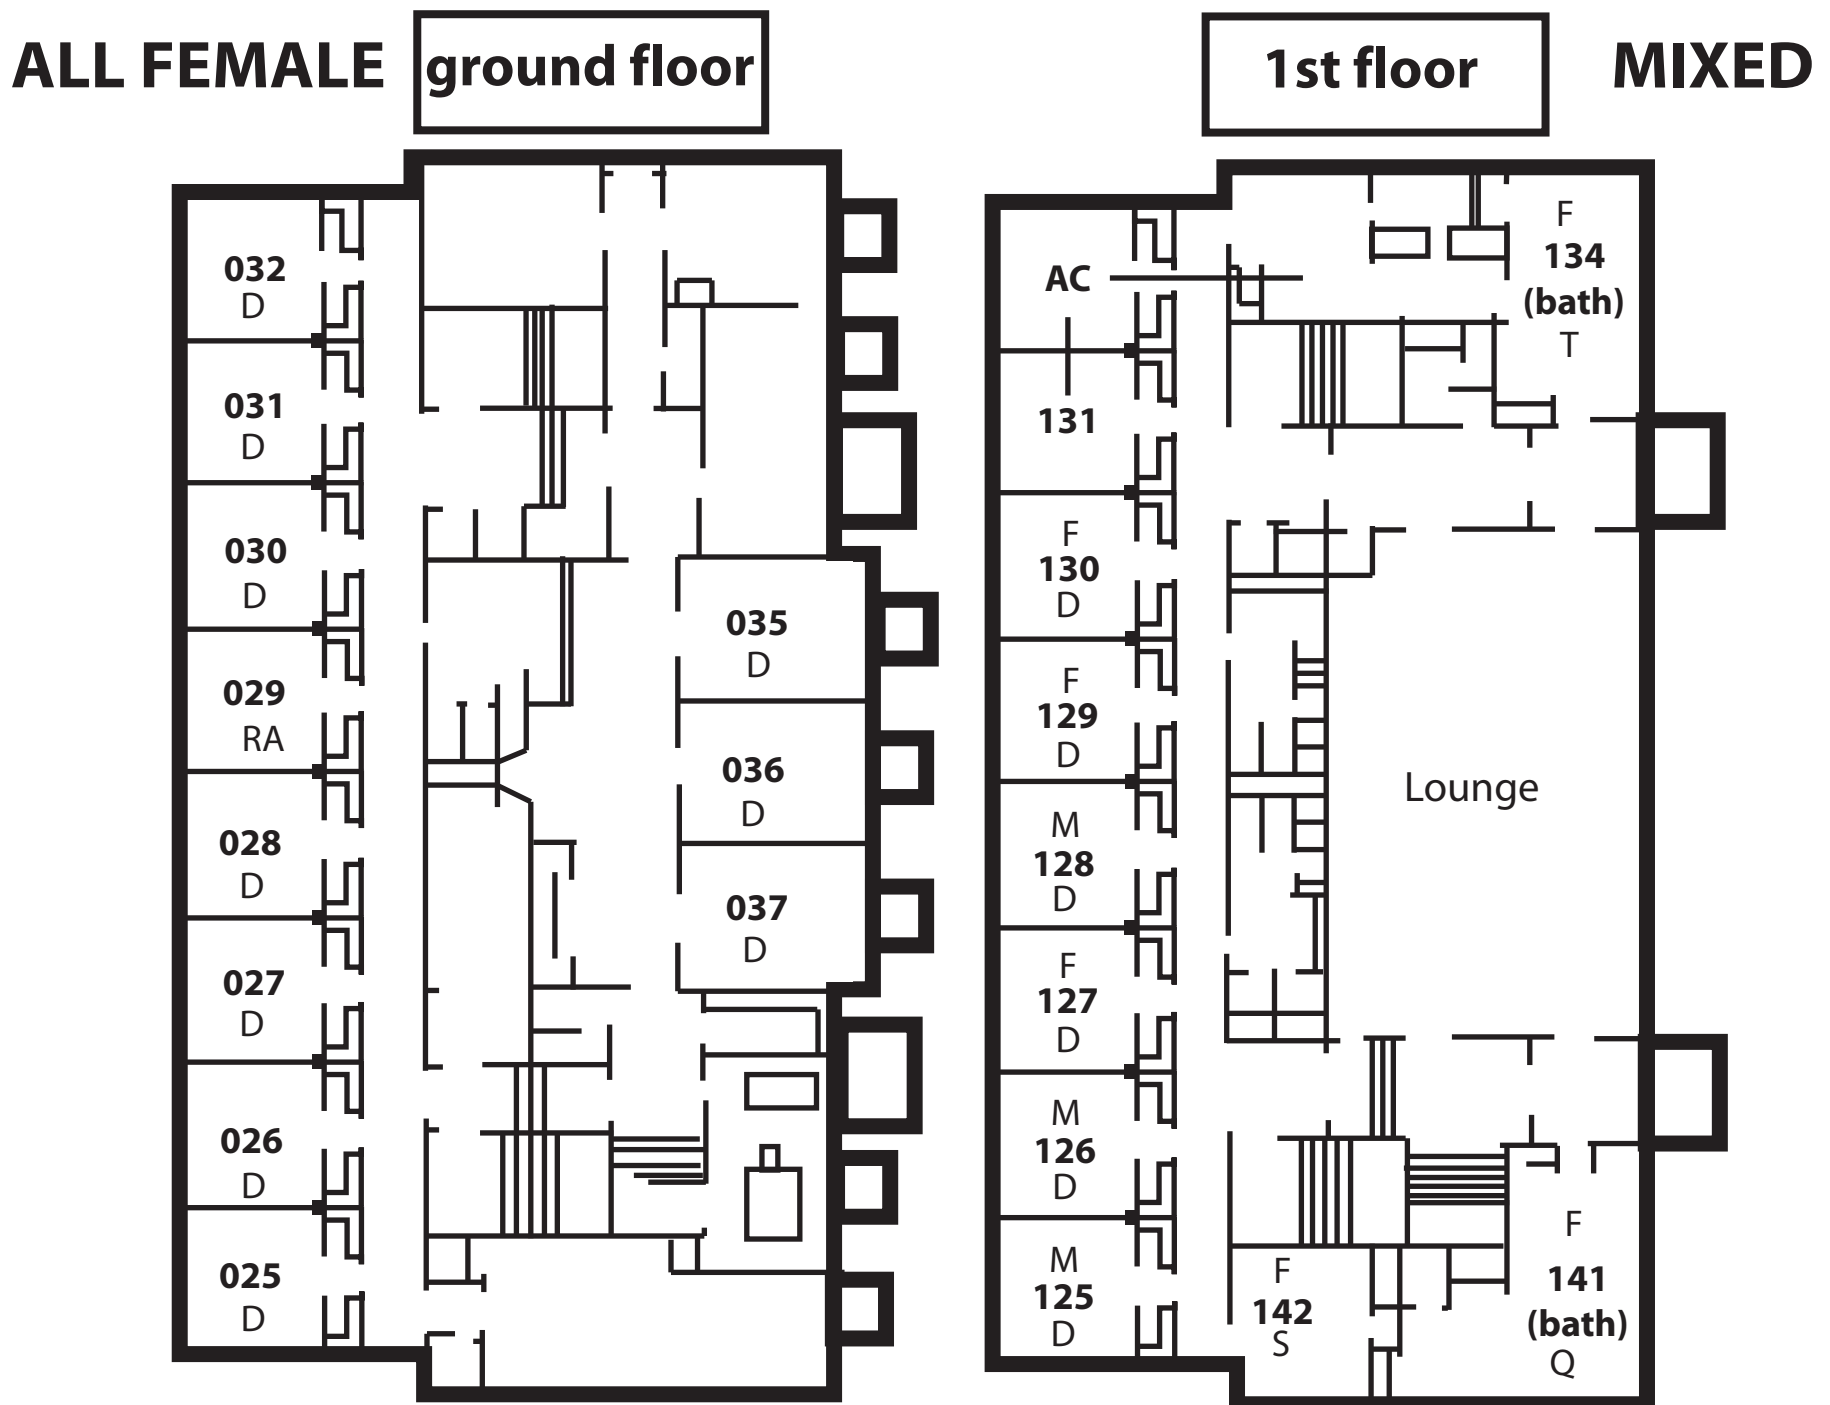 ALL FEMALE
ground floor
032
D
031
D
030
D
029
RA
028
D
027
D
026
D
025
D
035
D
036
D
037
D
1st floor
MIXED
AC
131
F
130
D
F
129
D
M
128
D
F
127
D
M
126
D
M
125
D
F
134
(bath)
T
Lounge
F
142
S
F
141
(bath)
Q